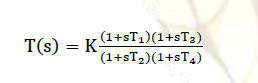 T(s) = K (1+sT₁)(1+sT₃) / (1+sT₂)(1+sT₄)